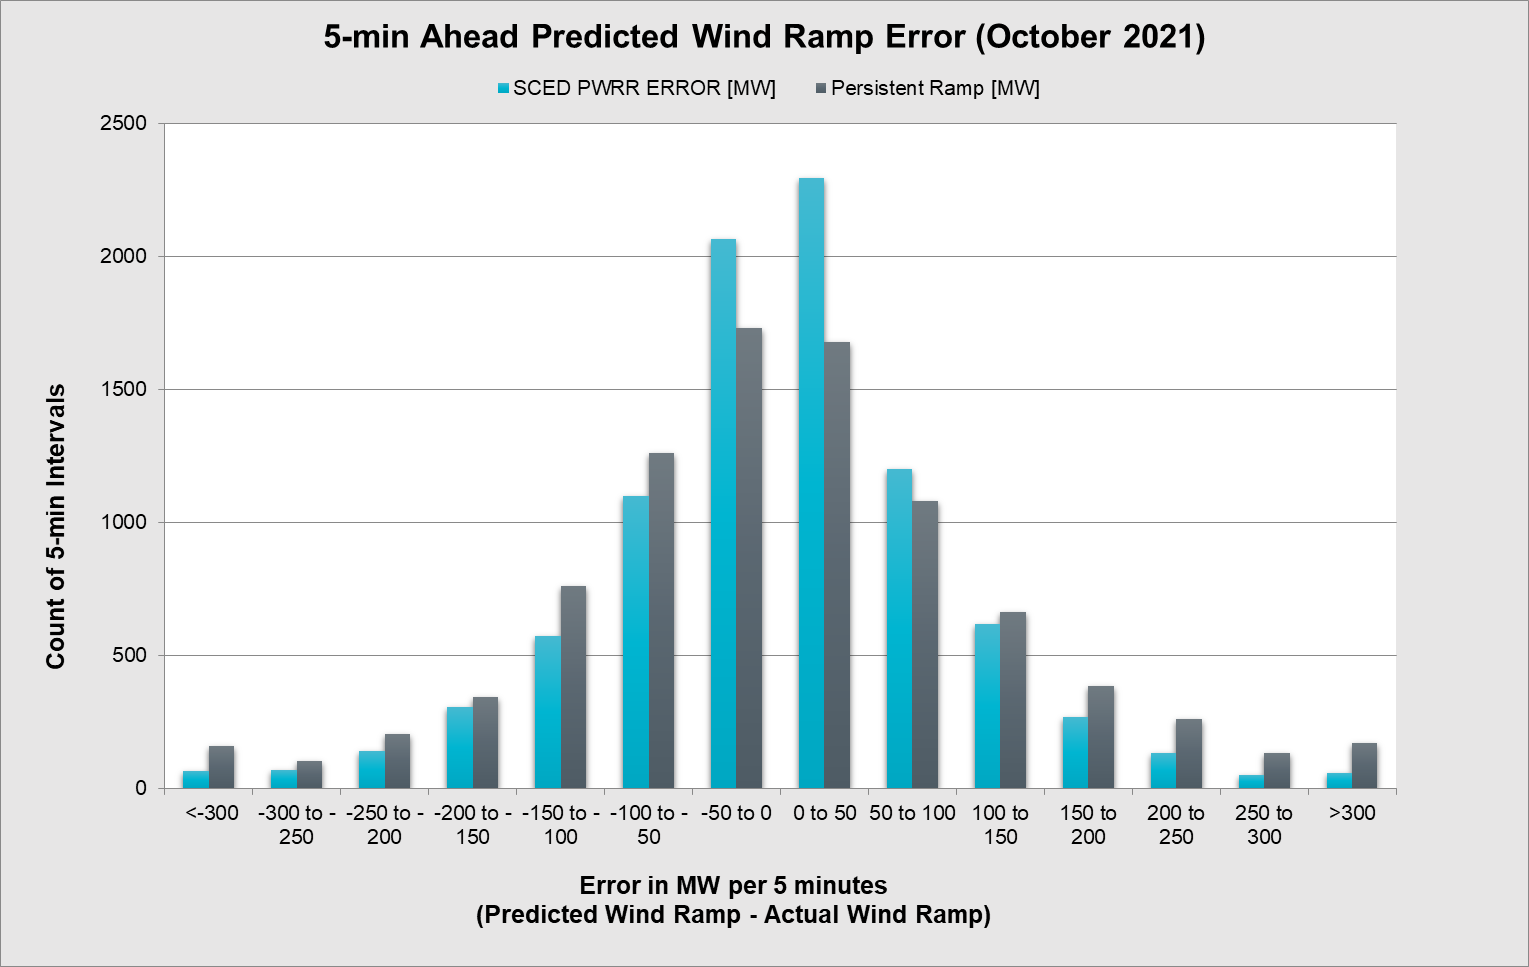 5-min Ahead Predicted Wind Ramp Error (October 2021)
SCED PWRR ERROR [MW] Persistent Ramp [MW]
2500
2000
1500
1000
500
0
Count of 5-min Intervals
<-300 -300 to - -250 to - -200 to - -150 to - -100 to - -50 to 0 0 to 50 50 to 100 100 to 150 to 200 to 250 to >300
250 200 150 100 50 150 200 250 300
Error in MW per 5 minutes
(Predicted Wind Ramp - Actual Wind Ramp)